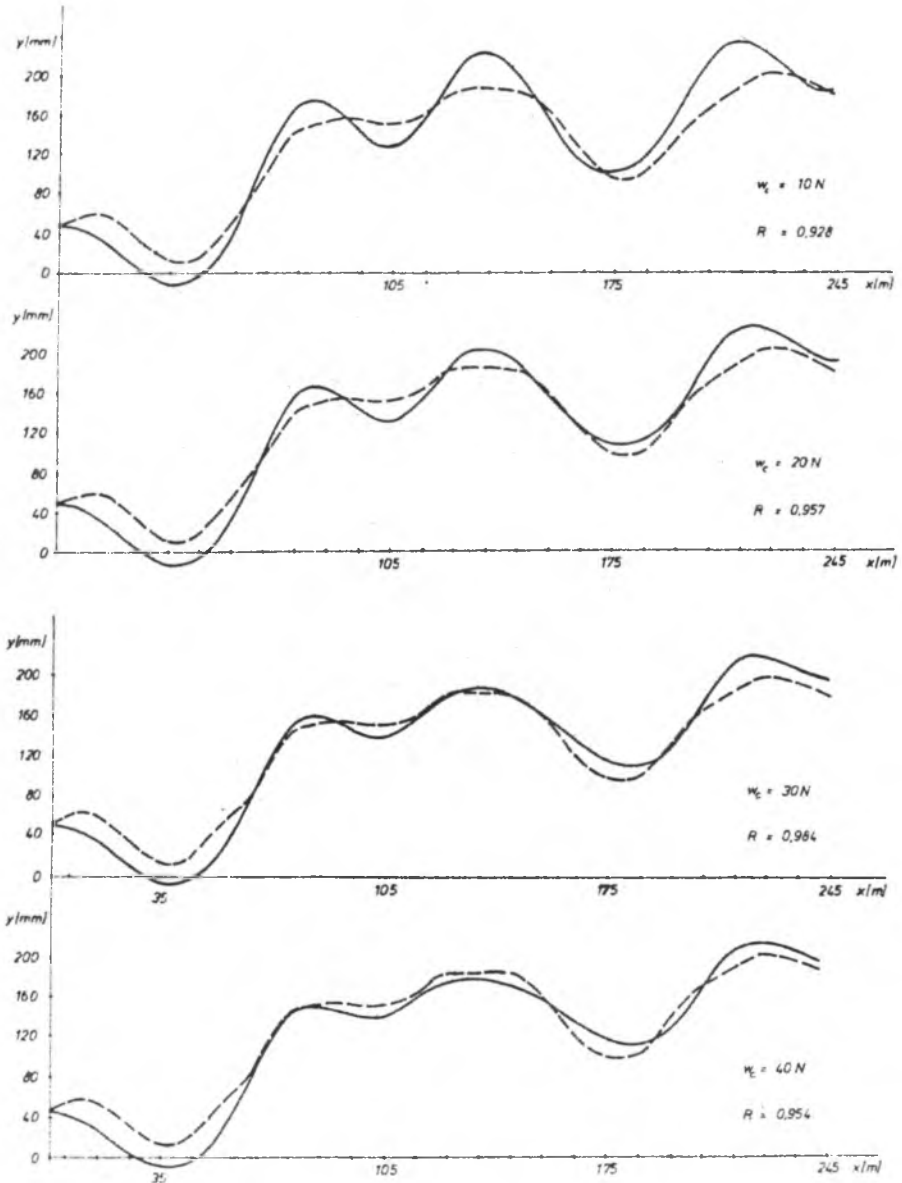 y[mm]
200
160
120
80
40
0
105
175
245
x[m]
w_c = 10 N
R = 0,928
y[mm]
200
160
120
80
40
0
105
175
245
x[m]
w_c = 20 N
R = 0,957
y[mm]
200
160
120
80
40
0
35
105
175
245
x[m]
w_c = 30 N
R = 0,984
y[mm]
200
160
120
80
40
0
35
105
175
245
x[m]
w_c = 40 N
R = 0,954